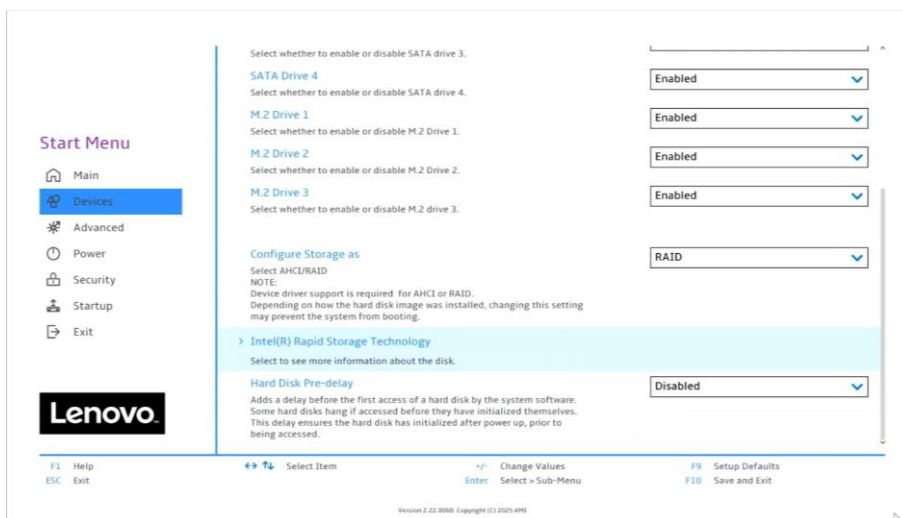 Select whether to enable or disable SATA drive 3.
SATA Drive 4
Enabled
Select whether to enable or disable SATA drive 4.
M.2 Drive 1
Enabled
Select whether to enable or disable M.2 Drive 1.
M.2 Drive 2
Enabled
Select whether to enable or disable M.2 Drive 2.
M.2 Drive 3
Enabled
Select whether to enable or disable M.2 drive 3.
Start Menu
Main
Devices
Advanced
Power
Security
Startup
Exit
Configure Storage as
RAID
Select AHCI/RAID
NOTE:
Device driver support is required for AHCI or RAID.
Depending on how the hard disk image was installed, changing this setting
may prevent the system from booting.
> Intel(R) Rapid Storage Technology
Select to see more information about the disk.
Hard Disk Pre-delay
Disabled
Adds a delay before the first access of a hard disk by the system software.
Some hard disks hang if accessed before they have initialized themselves.
This delay ensures the hard disk has initialized after power up, prior to
being accessed.
Lenovo
F1 Help
ESC Exit
↔ ↑↓ Select Item
+/- Change Values
Enter Select > Sub-Menu
F9 Setup Defaults
F10 Save and Exit
Version 2.22.0060. Copyright (C) 2025 AMI